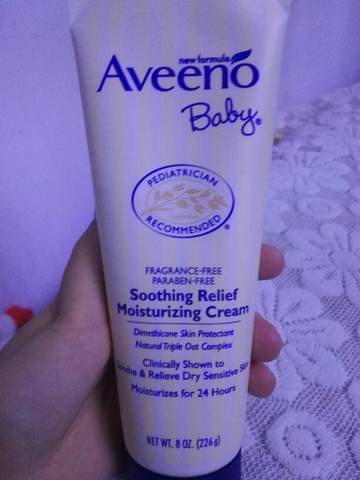 new formula
Aveeno
Baby®
PEDIATRICIAN
RECOMMENDED®
FRAGRANCE-FREE
PARABEN-FREE
Soothing Relief
Moisturizing Cream
Dimethicone Skin Protectant
Natural Triple Oat Complex
Clinically Shown to
Soothe & Relieve Dry Sensitive Skin
Moisturizes for 24 Hours
NET WT. 8 OZ. (226g)